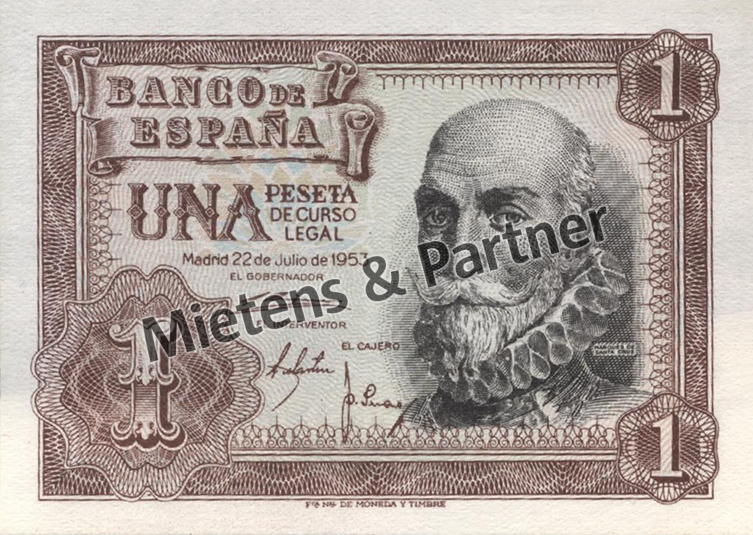 BANCO DE
ESPAÑA
1
UNA PESETA
DE CURSO
LEGAL
Madrid 22 de Julio de 1953
EL GOBERNADOR
Mietens & Partner
INTERVENTOR
EL CAJERO
MARQUES DE
SANTA CRUZ
1
1
Fca. Nal. DE MONEDA Y TIMBRE